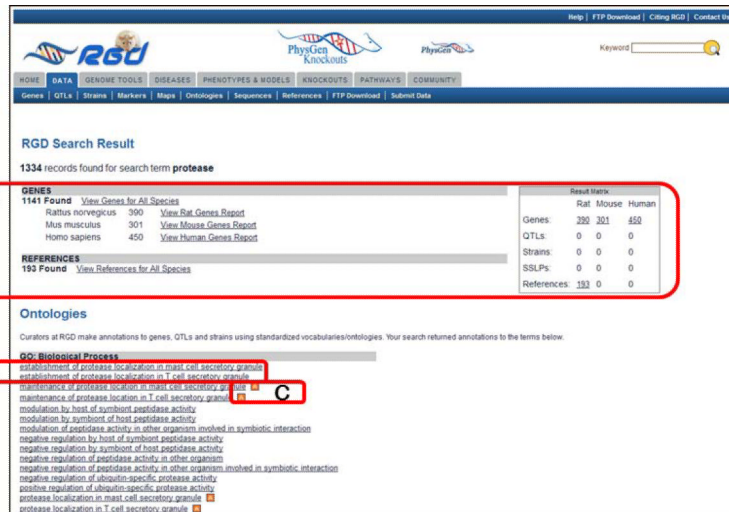 Help | FTP Download | Citing RGD | Contact Us
RGD PhysGen Knockouts PhysGen Keyword
HOME DATA GENOME TOOLS DISEASES PHENOTYPES & MODELS KNOCKOUTS PATHWAYS COMMUNITY
Genes | QTLs | Strains | Markers | Maps | Ontologies | Sequences | References | FTP Download | Submit Data
RGD Search Result
1334 records found for search term protease
GENES
1141 Found View Genes for All Species
Rattus norvegicus 390 View Rat Genes Report
Mus musculus 301 View Mouse Genes Report
Homo sapiens 450 View Human Genes Report
REFERENCES
193 Found View References for All Species
Result Matrix
Rat Mouse Human
Genes: 390 301 450
QTLs: 0 0 0
Strains: 0 0 0
SSLPs: 0 0 0
References: 193 0 0
Ontologies
Curators at RGD make annotations to genes, QTLs and strains using standardized vocabularies/ontologies. Your search returned annotations to the terms below.
GO: Biological Process
establishment of protease localization in mast cell secretory granule
establishment of protease localization in T cell secretory granule
maintenance of protease location in mast cell secretory granule
maintenance of protease location in T cell secretory granule
C
modulation by host of symbiont peptidase activity
modulation by symbiont of host peptidase activity
modulation of peptidase activity in other organism involved in symbiotic interaction
negative regulation by host of symbiont peptidase activity
negative regulation by symbiont of host peptidase activity
negative regulation of peptidase activity in other organism
negative regulation of peptidase activity in other organism involved in symbiotic interaction
negative regulation of ubiquitin-specific protease activity
positive regulation of ubiquitin-specific protease activity
protease localization in mast cell secretory granule
protease localization in T cell secretory granule